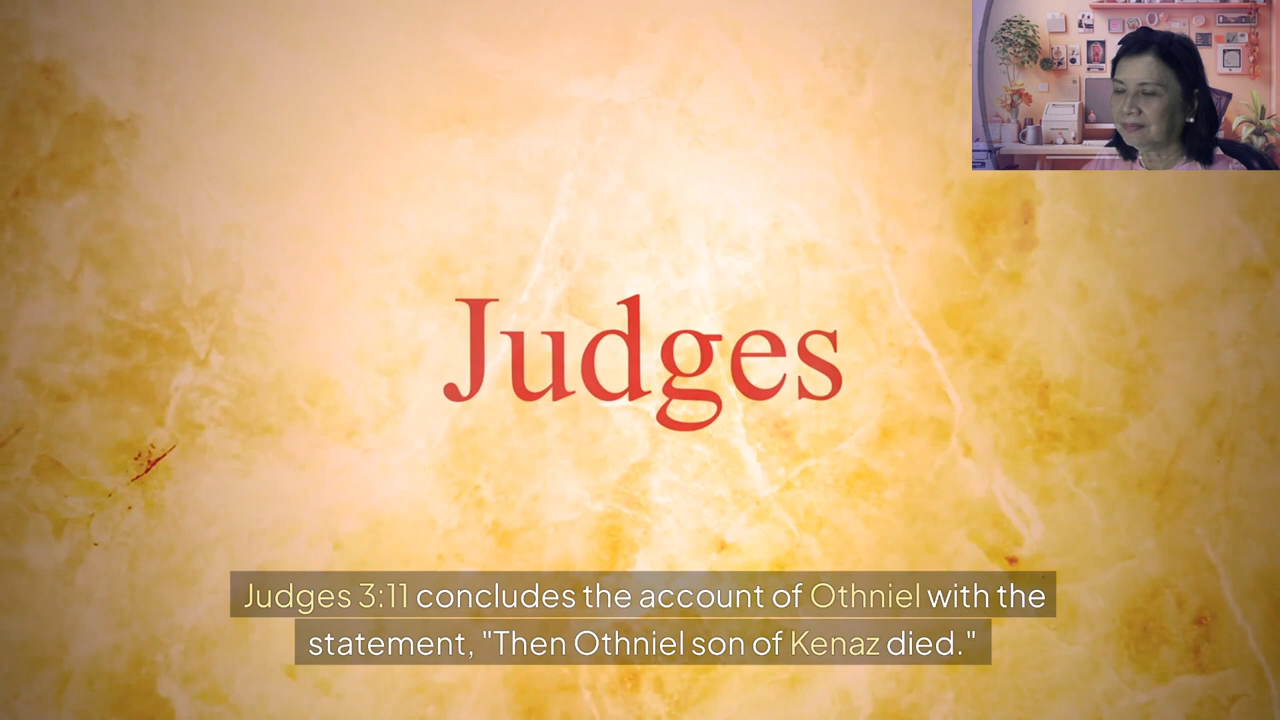 Judges
Judges 3:11 concludes the account of Othniel with the
statement, "Then Othniel son of Kenaz died."